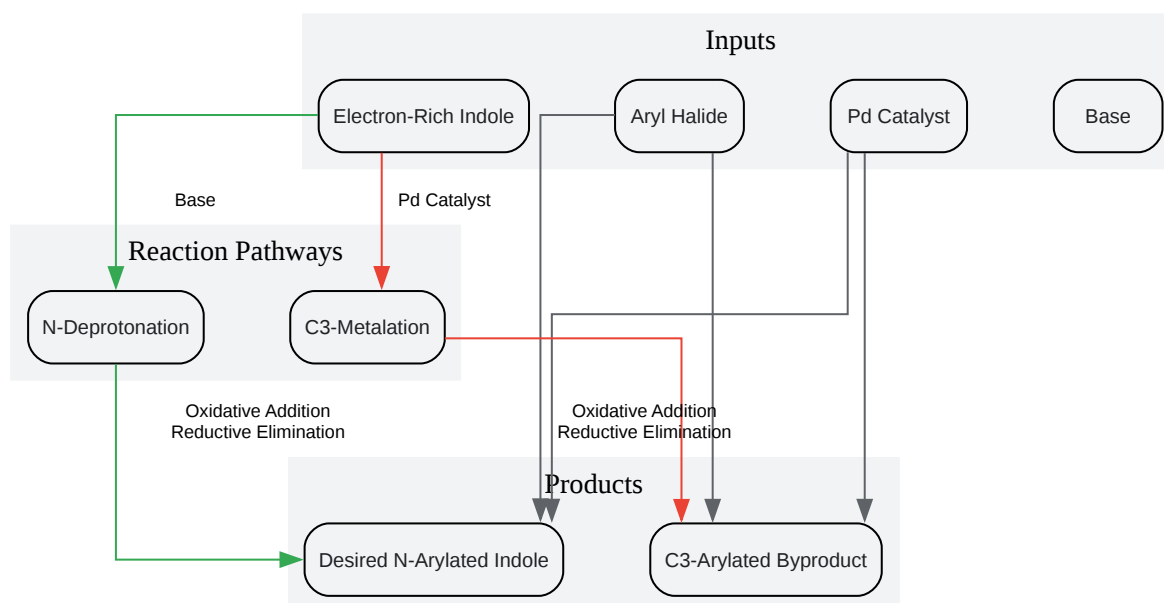 Inputs
Electron-Rich Indole
Aryl Halide
Pd Catalyst
Base
Base
Pd Catalyst
Reaction Pathways
N-Deprotonation
C3-Metalation
Oxidative Addition
Reductive Elimination
Oxidative Addition
Reductive Elimination
Products
Desired N-Arylated Indole
C3-Arylated Byproduct